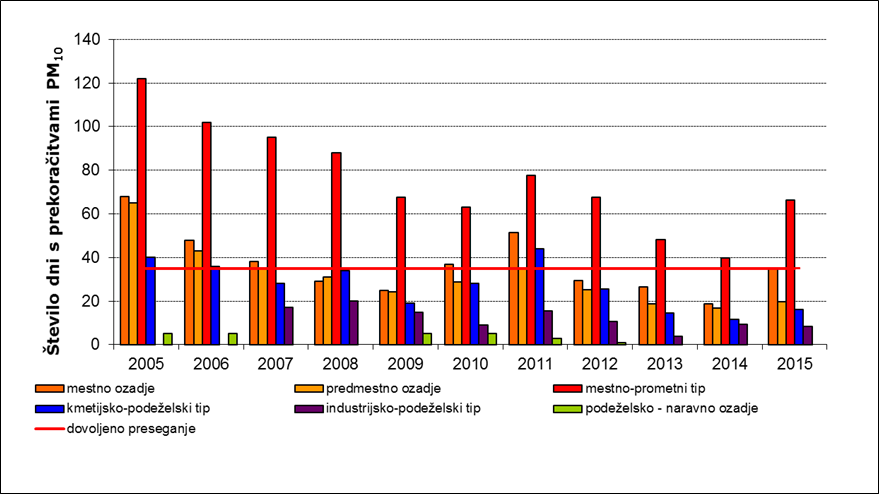 Število dni s prekoračitvami PM10
140
120
100
80
60
40
20
0
2005 2006 2007 2008 2009 2010 2011 2012 2013 2014 2015
mestno ozadje predmestno ozadje mestno-prometni tip
kmetijsko-podeželski tip industrijsko-podeželski tip podeželsko - naravno ozadje
dovoljeno preseganje